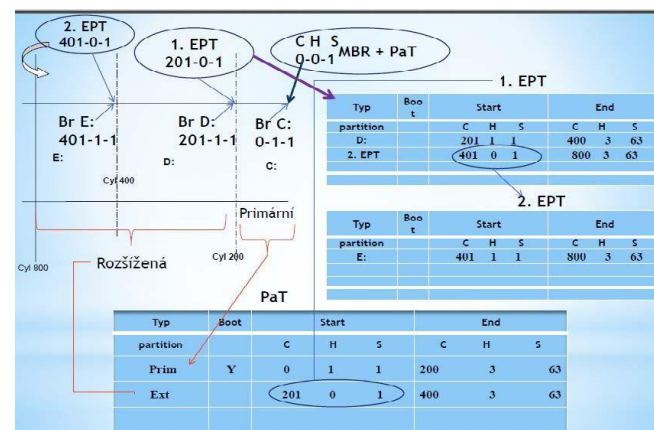 2. EPT
401-0-1
1. EPT
201-0-1
C H S
0-0-1 MBR + PaT
Br E:
401-1-1
E:
Br D:
201-1-1
D:
Br C:
0-1-1
C:
Cyl 400
Primární
Cyl 800
Rozšížená
Cyl 200
1. EPT
Typ Boo t Start End
partition C H S C H S
D: 201 1 1 400 3 63
2. EPT 401 0 1 800 3 63
2. EPT
Typ Boo t Start End
partition C H S C H S
E: 401 1 1 800 3 63
PaT
Typ Boot Start End
partition C H S C H S
Prim Y 0 1 1 200 3 63
Ext 201 0 1 400 3 63